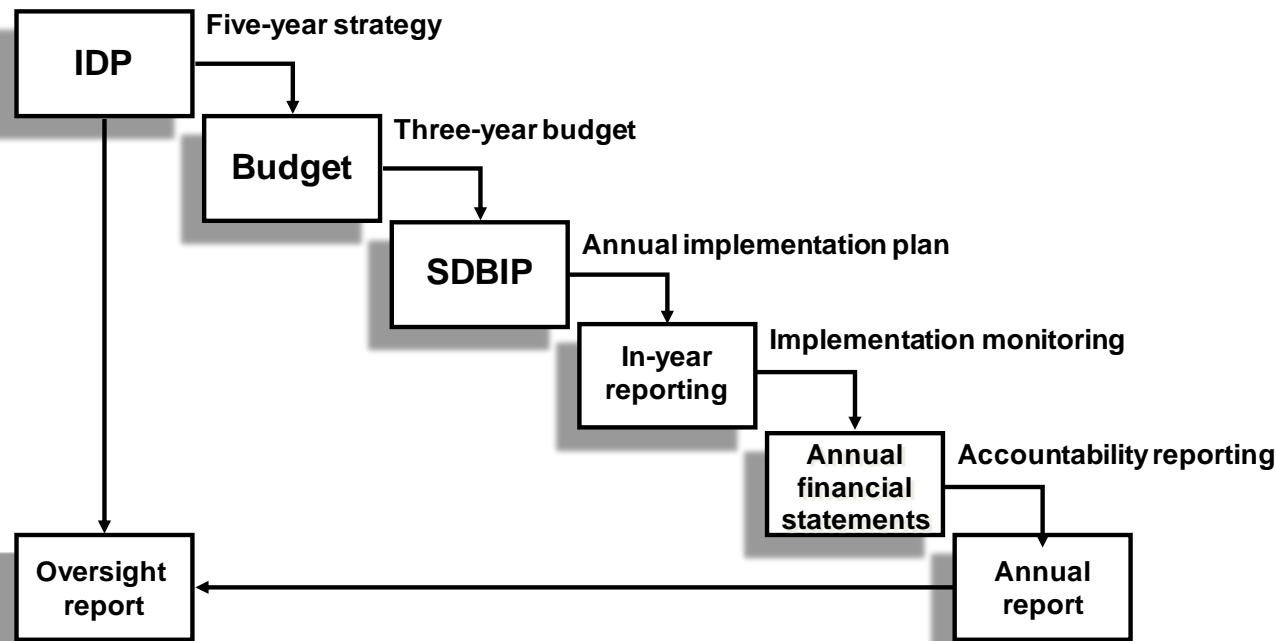 Five-year strategy
IDP
Three-year budget
Budget
Annual implementation plan
SDBIP
Implementation monitoring
In-year
reporting
Accountability reporting
Annual
financial
statements
Oversight
report
Annual
report